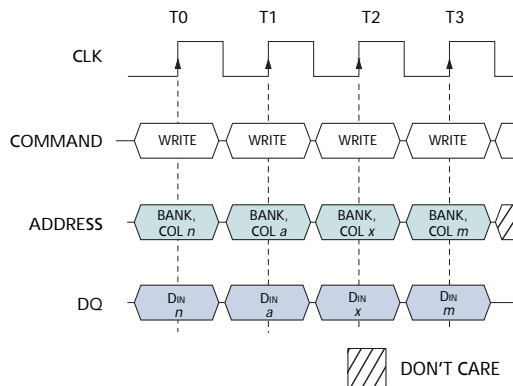 T0 T1 T2 T3
CLK
COMMAND WRITE WRITE WRITE WRITE
ADDRESS BANK, COL n BANK, COL a BANK, COL x BANK, COL m
DQ DIN n DIN a DIN x DIN m
DON'T CARE